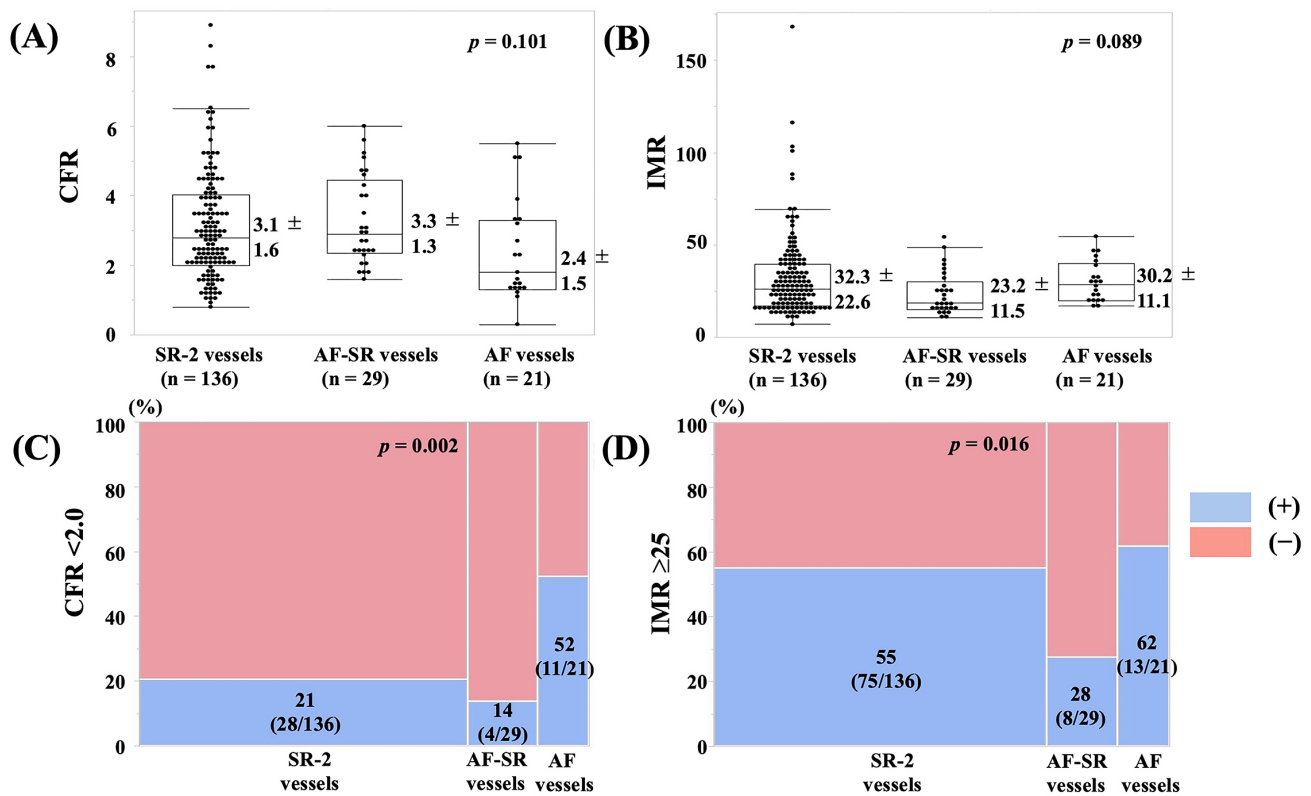 (A)
p = 0.101
CFR
8
6
4
2
0
3.1 ±
1.6
3.3 ±
1.3
2.4 ±
1.5
SR-2 vessels
(n = 136)
AF-SR vessels
(n = 29)
AF vessels
(n = 21)
(B)
p = 0.089
IMR
150
100
50
0
32.3 ±
22.6
23.2 ±
11.5
30.2 ±
11.1
SR-2 vessels
(n = 136)
AF-SR vessels
(n = 29)
AF vessels
(n = 21)
(C)
(%)
p = 0.002
CFR <2.0
100
80
60
40
20
0
21
(28/136)
14
(4/29)
52
(11/21)
SR-2
vessels
AF-SR
vessels
AF
vessels
(D)
(%)
p = 0.016
IMR ≥25
100
80
60
40
20
0
55
(75/136)
28
(8/29)
62
(13/21)
SR-2
vessels
AF-SR
vessels
AF
vessels
(+)
(−)